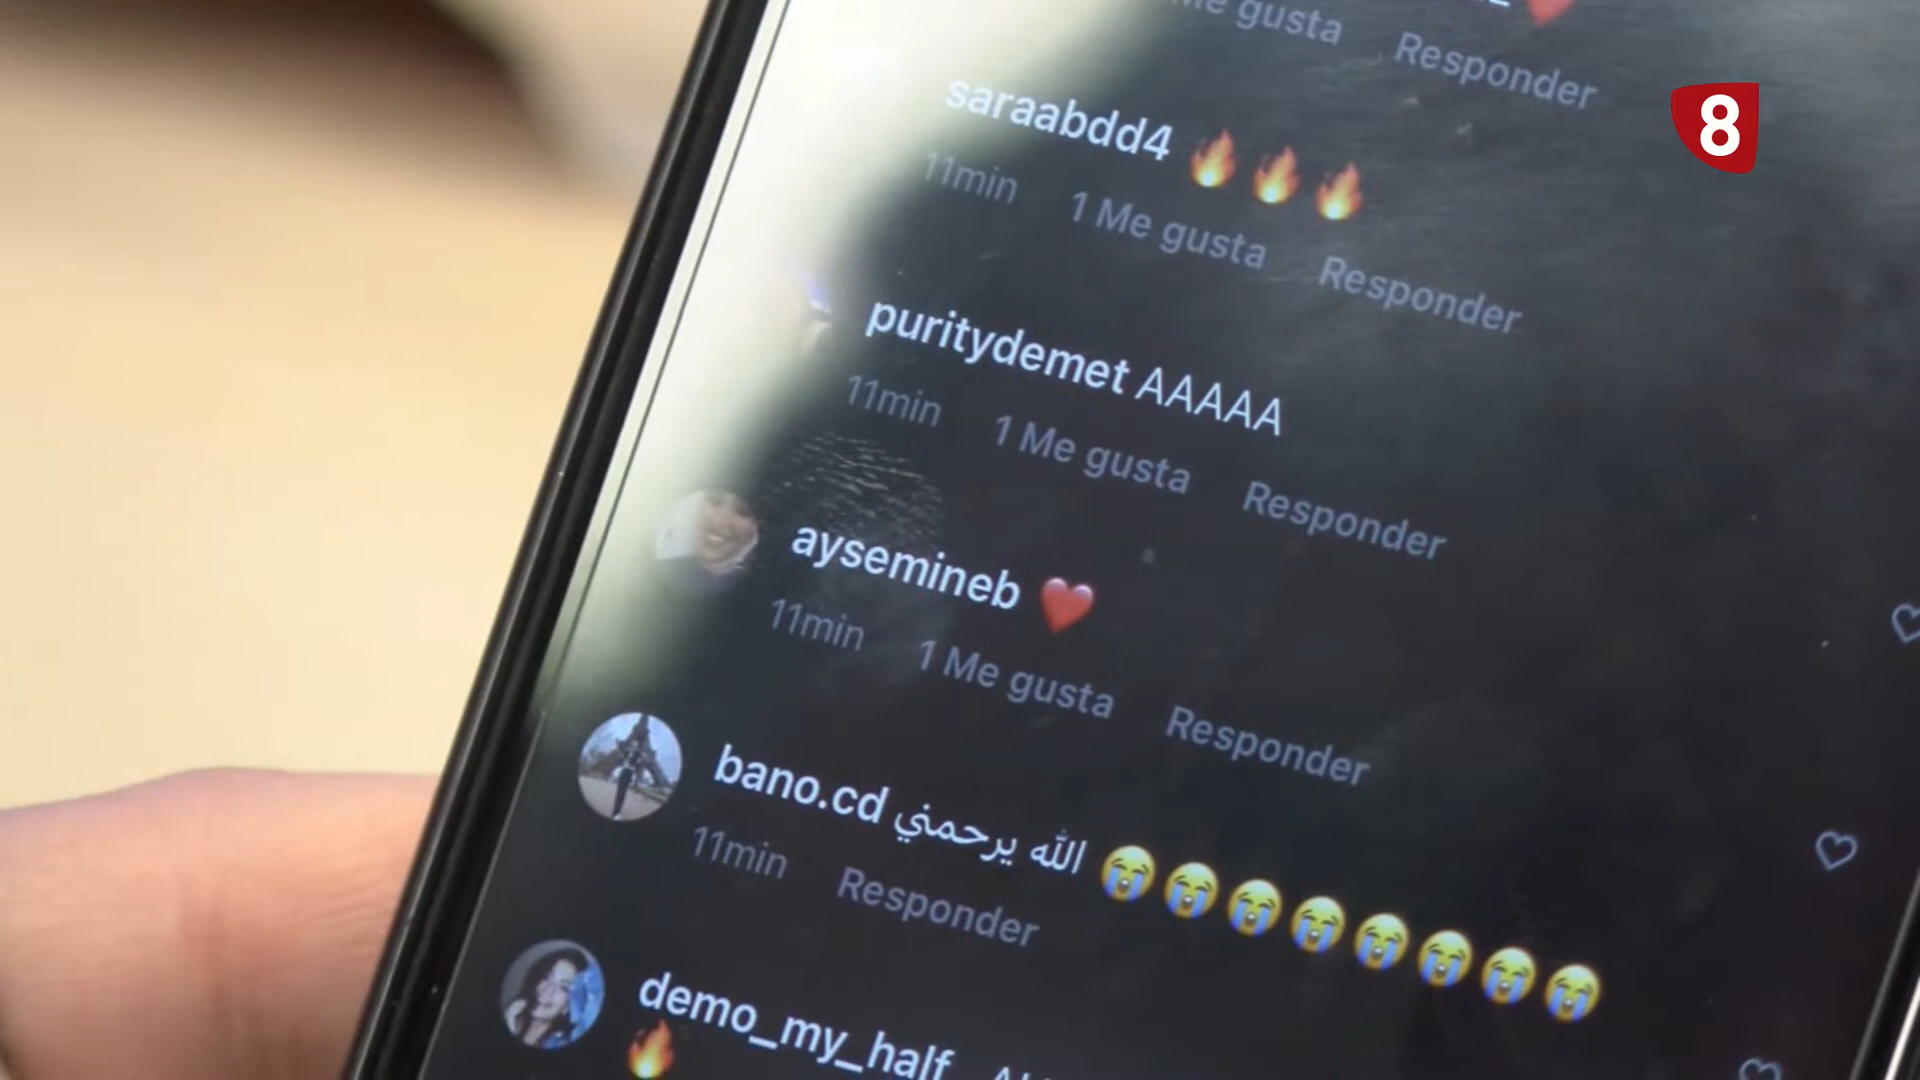 Me gusta Responder
8
saraabdd4 🔥🔥🔥
11min 1 Me gusta Responder
puritydemet AAAAA
11min 1 Me gusta Responder
aysemineb ❤️
11min 1 Me gusta Responder
bano.cd الله يرحمني 😭😭😭😭😭😭😭😭
11min Responder
demo_my_half
🔥